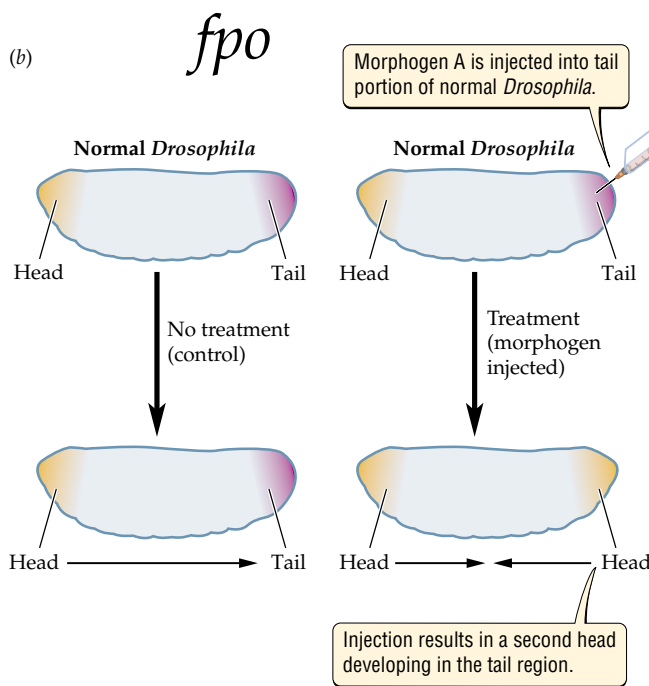 (b)
fpo
Morphogen A is injected into tail
portion of normal Drosophila.
Normal Drosophila
Normal Drosophila
Head
Tail
Head
Tail
No treatment
(control)
Treatment
(morphogen
injected)
Head
Tail
Head
Head
Injection results in a second head
developing in the tail region.